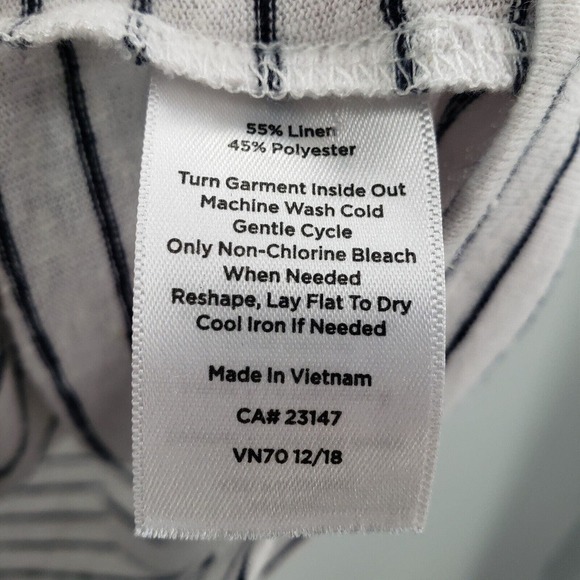 55% Linen
45% Polyester
Turn Garment Inside Out
Machine Wash Cold
Gentle Cycle
Only Non-Chlorine Bleach
When Needed
Reshape, Lay Flat To Dry
Cool Iron If Needed
Made In Vietnam
CA# 23147
VN70 12/18